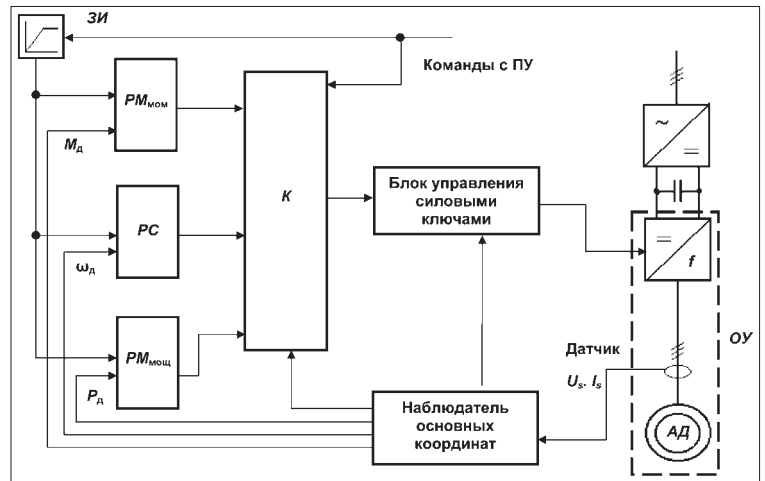 ЗИ
Команды с ПУ
РМмом
Мд
К
~
=
Блок управления
силовыми
ключами
РС
ωд
=
f
РМмощ
Рд
Датчик
Us. Is
ОУ
Наблюдатель
основных
координат
АД